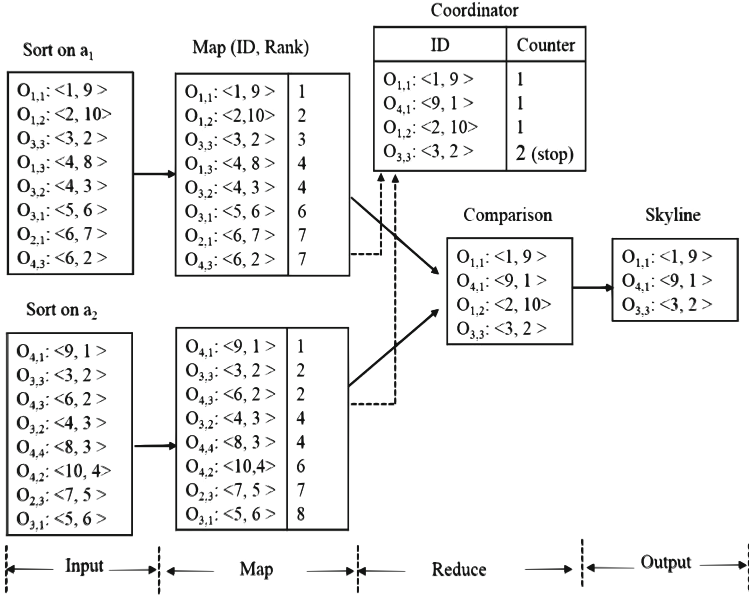 Coordinator
ID Counter
O1,1: <1, 9 > 1
O4,1: <9, 1 > 1
O1,2: <2, 10> 1
O3,3: <3, 2 > 2 (stop)
Sort on a1
O1,1: <1, 9 >
O1,2: <2, 10>
O3,3: <3, 2 >
O1,3: <4, 8 >
O3,2: <4, 3 >
O3,1: <5, 6 >
O2,1: <6, 7 >
O4,3: <6, 2 >
Map (ID, Rank)
O1,1: <1, 9 > 1
O1,2: <2,10> 2
O3,3: <3, 2 > 3
O1,3: <4, 8 > 4
O3,2: <4, 3 > 4
O3,1: <5, 6 > 6
O2,1: <6, 7 > 7
O4,3: <6, 2 > 7
Sort on a2
O4,1: <9, 1 >
O3,3: <3, 2 >
O4,3: <6, 2 >
O3,2: <4, 3 >
O4,4: <8, 3 >
O4,2: <10, 4>
O2,3: <7, 5 >
O3,1: <5, 6 >
O4,1: <9, 1 > 1
O3,3: <3, 2 > 2
O4,3: <6, 2 > 2
O3,2: <4, 3 > 4
O4,4: <8, 3 > 4
O4,2: <10,4> 6
O2,3: <7, 5 > 7
O3,1: <5, 6 > 8
Comparison
O1,1: <1, 9 >
O4,1: <9, 1 >
O1,2: <2, 10>
O3,3: <3, 2 >
Skyline
O1,1: <1, 9 >
O4,1: <9, 1 >
O3,3: <3, 2 >
Input
Map
Reduce
Output